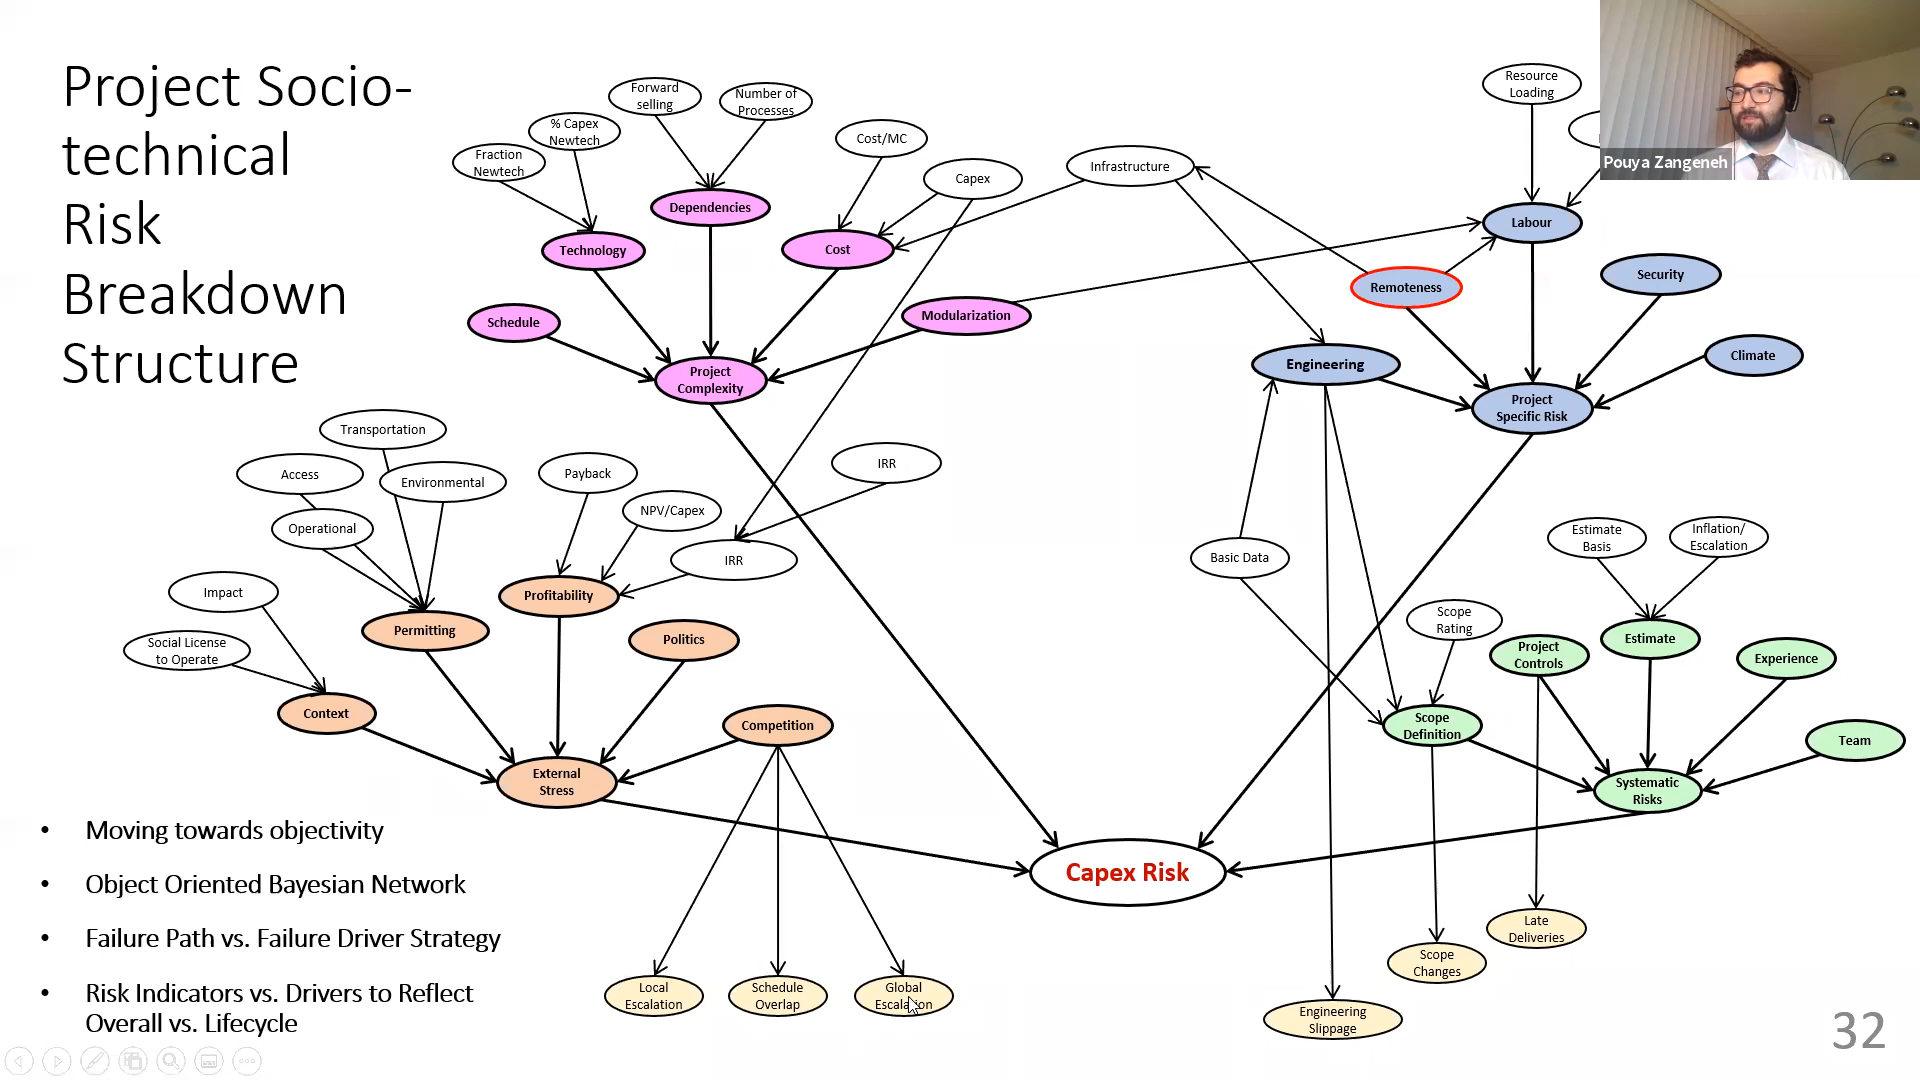 Project Socio-
technical
Risk
Breakdown
Structure
Forward
selling
Number of
Processes
% Capex
Newtech
Fraction
Newtech
Cost/MC
Capex
Infrastructure
Resource
Loading
Pouya Zangeneh
Dependencies
Technology
Cost
Labour
Schedule
Modularization
Remoteness
Security
Project
Complexity
Engineering
Climate
Project
Specific Risk
Transportation
Access
Environmental
Operational
Payback
NPV/Capex
IRR
IRR
Basic Data
Estimate
Basis
Inflation/
Escalation
Impact
Social License
to Operate
Permitting
Profitability
Politics
Scope
Rating
Project
Controls
Estimate
Experience
Context
Competition
Scope
Definition
Team
External
Stress
Systematic
Risks
Capex Risk
• Moving towards objectivity
• Object Oriented Bayesian Network
• Failure Path vs. Failure Driver Strategy
• Risk Indicators vs. Drivers to Reflect
Overall vs. Lifecycle
Local
Escalation
Schedule
Overlap
Global
Escalation
Late
Deliveries
Scope
Changes
Engineering
Slippage
32